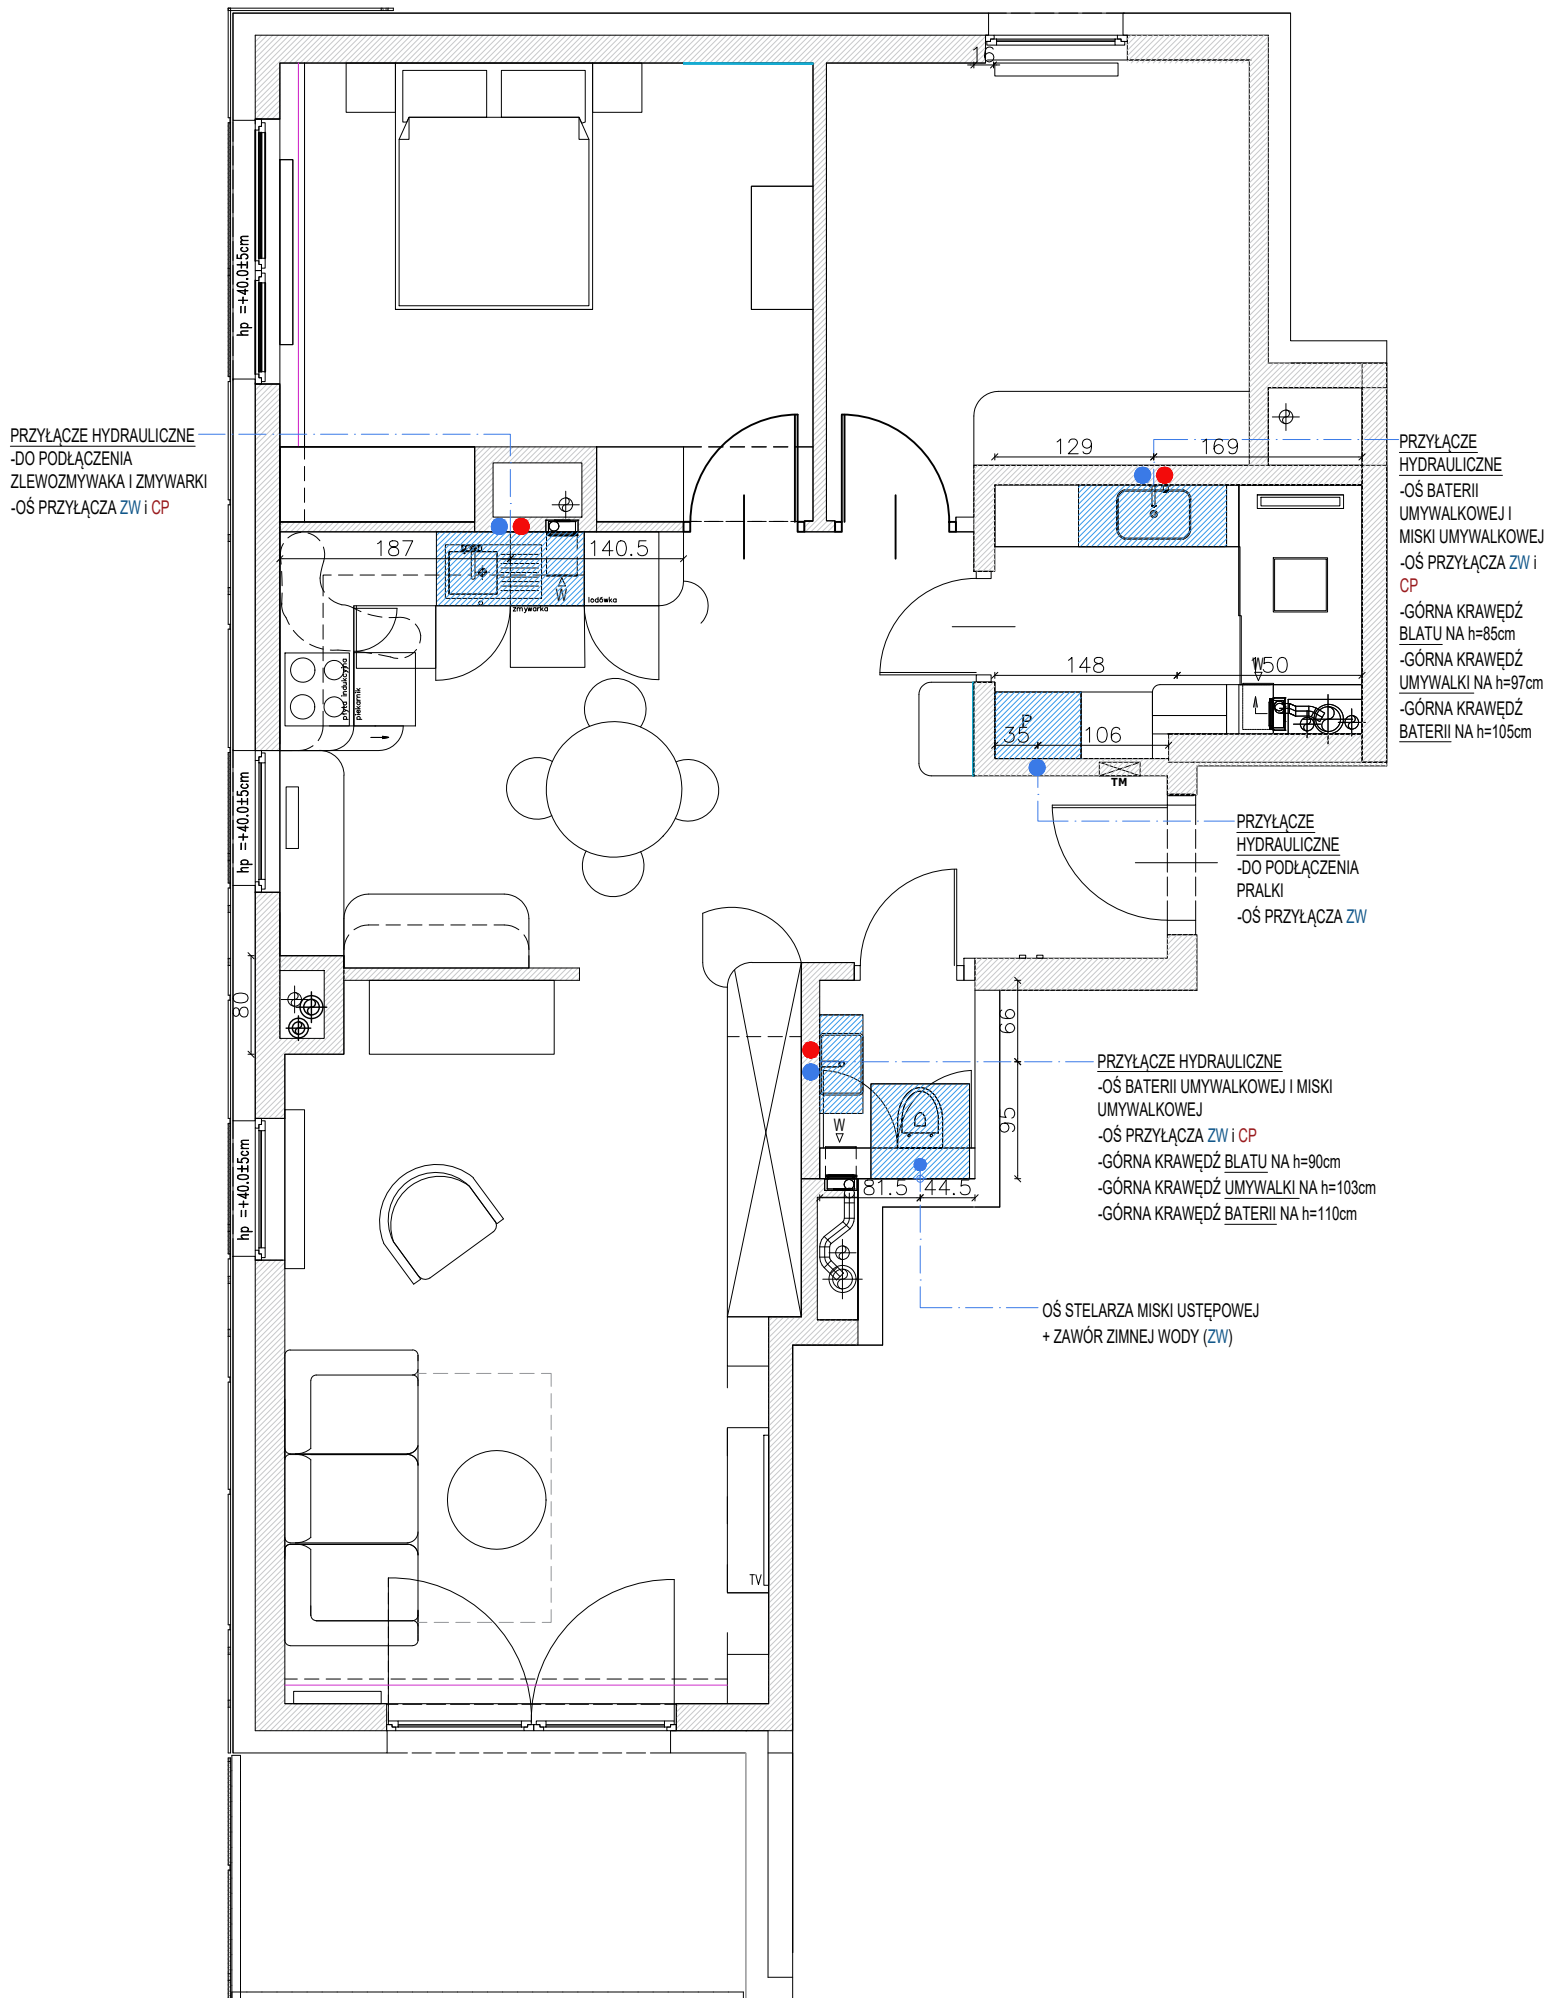 16
hp =+40.0±5cm
PRZYŁĄCZE HYDRAULICZNE
-DO PODŁĄCZENIA
ZLEWOZMYWAKA I ZMYWARKI
-OŚ PRZYŁĄCZA ZW i CP
129
169
PRZYŁĄCZE
HYDRAULICZNE
-OŚ BATERII
UMYWALKOWEJ I
MISKI UMYWALKOWEJ
-OŚ PRZYŁĄCZA ZW i
CP
-GÓRNA KRAWĘDŹ
BLATU NA h=85cm
-GÓRNA KRAWĘDŹ
UMYWALKI NA h=97cm
-GÓRNA KRAWĘDŹ
BATERII NA h=105cm
187
140.5
W
lodówka
zmywarka
płyta indukcyjna
piekarnik
148
150
W
P
35
106
TM
hp =+40.0±5cm
PRZYŁĄCZE
HYDRAULICZNE
-DO PODŁĄCZENIA
PRALKI
-OŚ PRZYŁĄCZA ZW
80
66
95
PRZYŁĄCZE HYDRAULICZNE
-OŚ BATERII UMYWALKOWEJ I MISKI
UMYWALKOWEJ
-OŚ PRZYŁĄCZA ZW i CP
-GÓRNA KRAWĘDŹ BLATU NA h=90cm
-GÓRNA KRAWĘDŹ UMYWALKI NA h=103cm
-GÓRNA KRAWĘDŹ BATERII NA h=110cm
W
81.5
44.5
hp =+40.0±5cm
OŚ STELARZA MISKI USTĘPOWEJ
+ ZAWÓR ZIMNEJ WODY (ZW)
TV